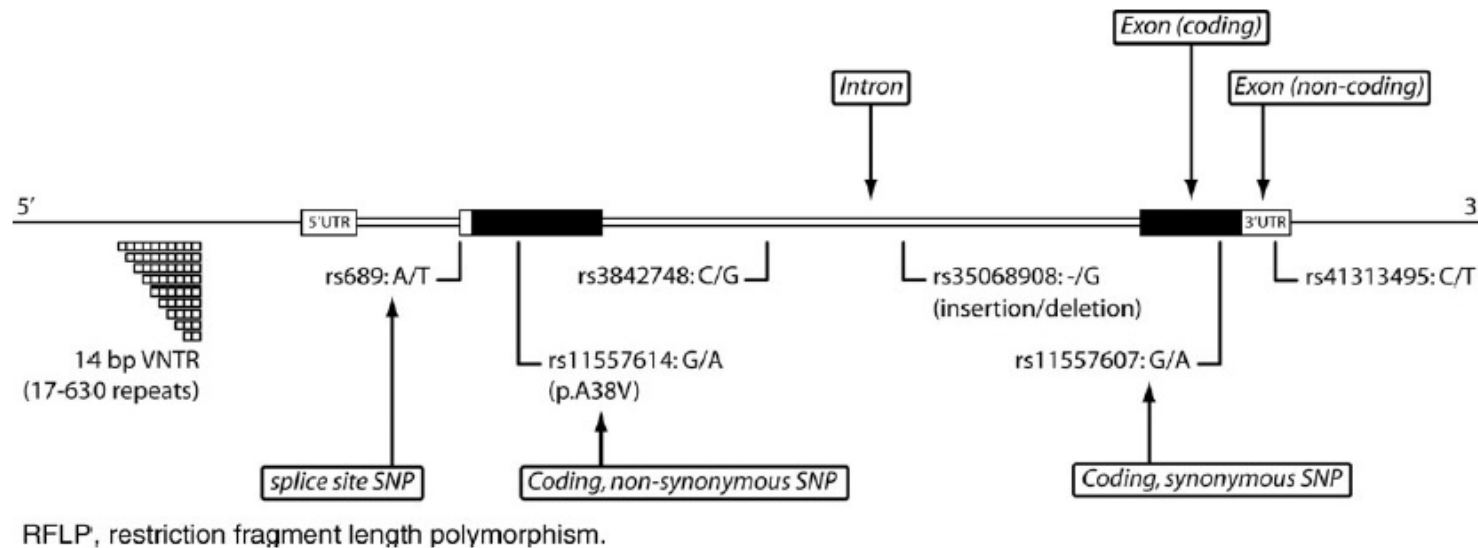 Exon (coding)
Intron
Exon (non-coding)
5'
5'UTR
3'UTR
3
rs689: A/T
rs3842748: C/G
rs35068908: -/G
(insertion/deletion)
rs41313495: C/T
14 bp VNTR
(17-630 repeats)
rs11557614: G/A
(p.A38V)
rs11557607: G/A
splice site SNP
Coding, non-synonymous SNP
Coding, synonymous SNP
RFLP, restriction fragment length polymorphism.